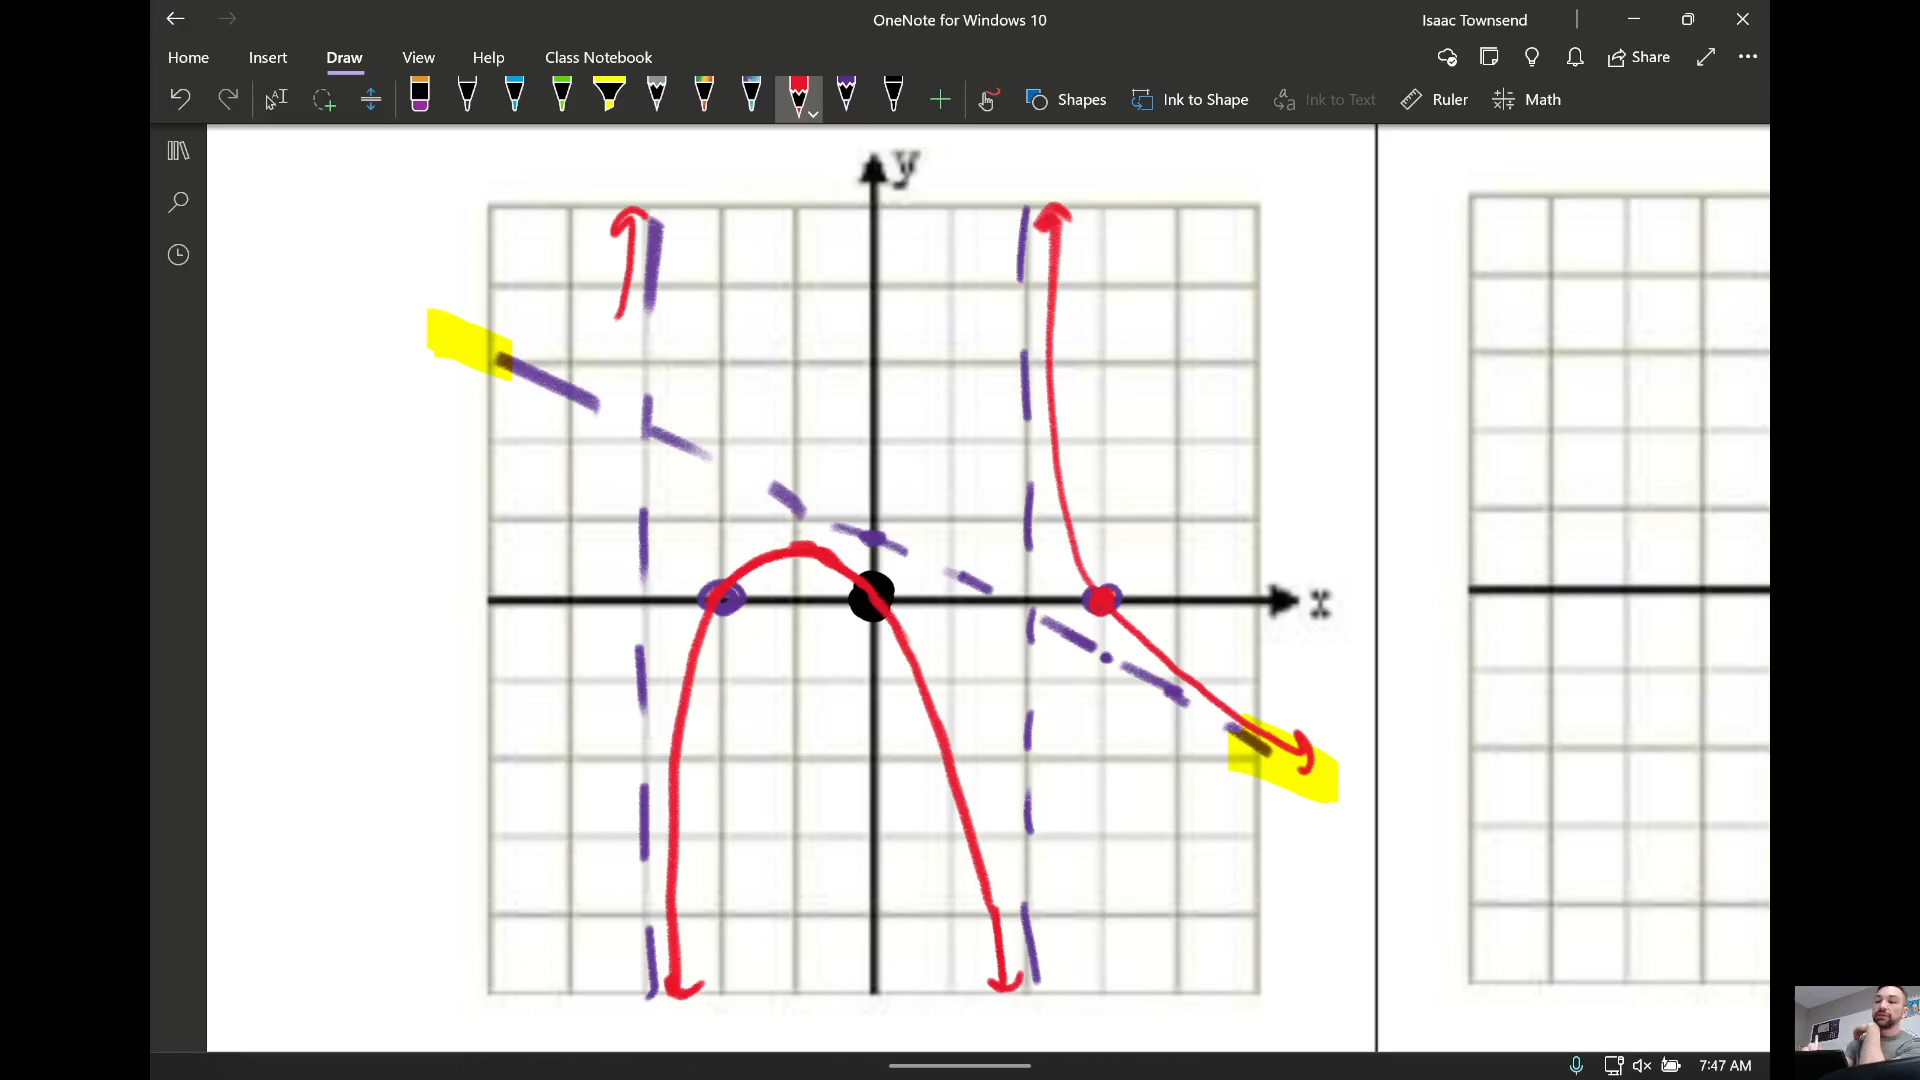 OneNote for Windows 10
Isaac Townsend
Home Insert Draw View Help Class Notebook
Share
Shapes Ink to Shape Ink to Text Ruler Math
y
x
7:47 AM